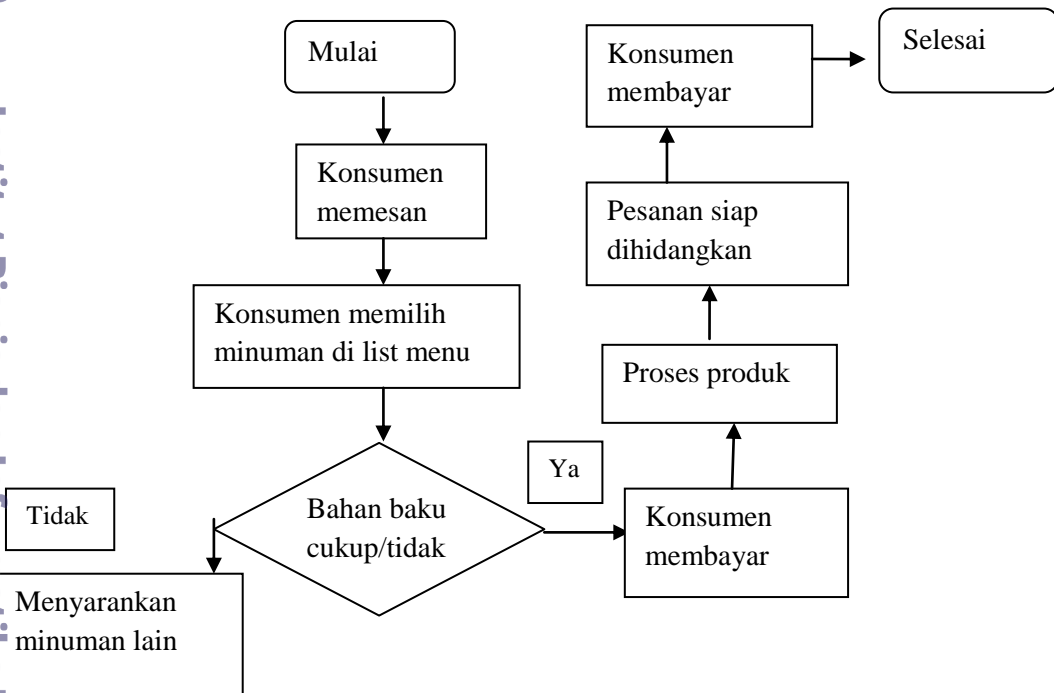 Mulai
Konsumen
memesan
Konsumen memilih
minuman di list menu
Bahan baku
cukup/tidak
Tidak
Menyarankan
minuman lain
Ya
Konsumen
membayar
Proses produk
Pesanan siap
dihidangkan
Konsumen
membayar
Selesai